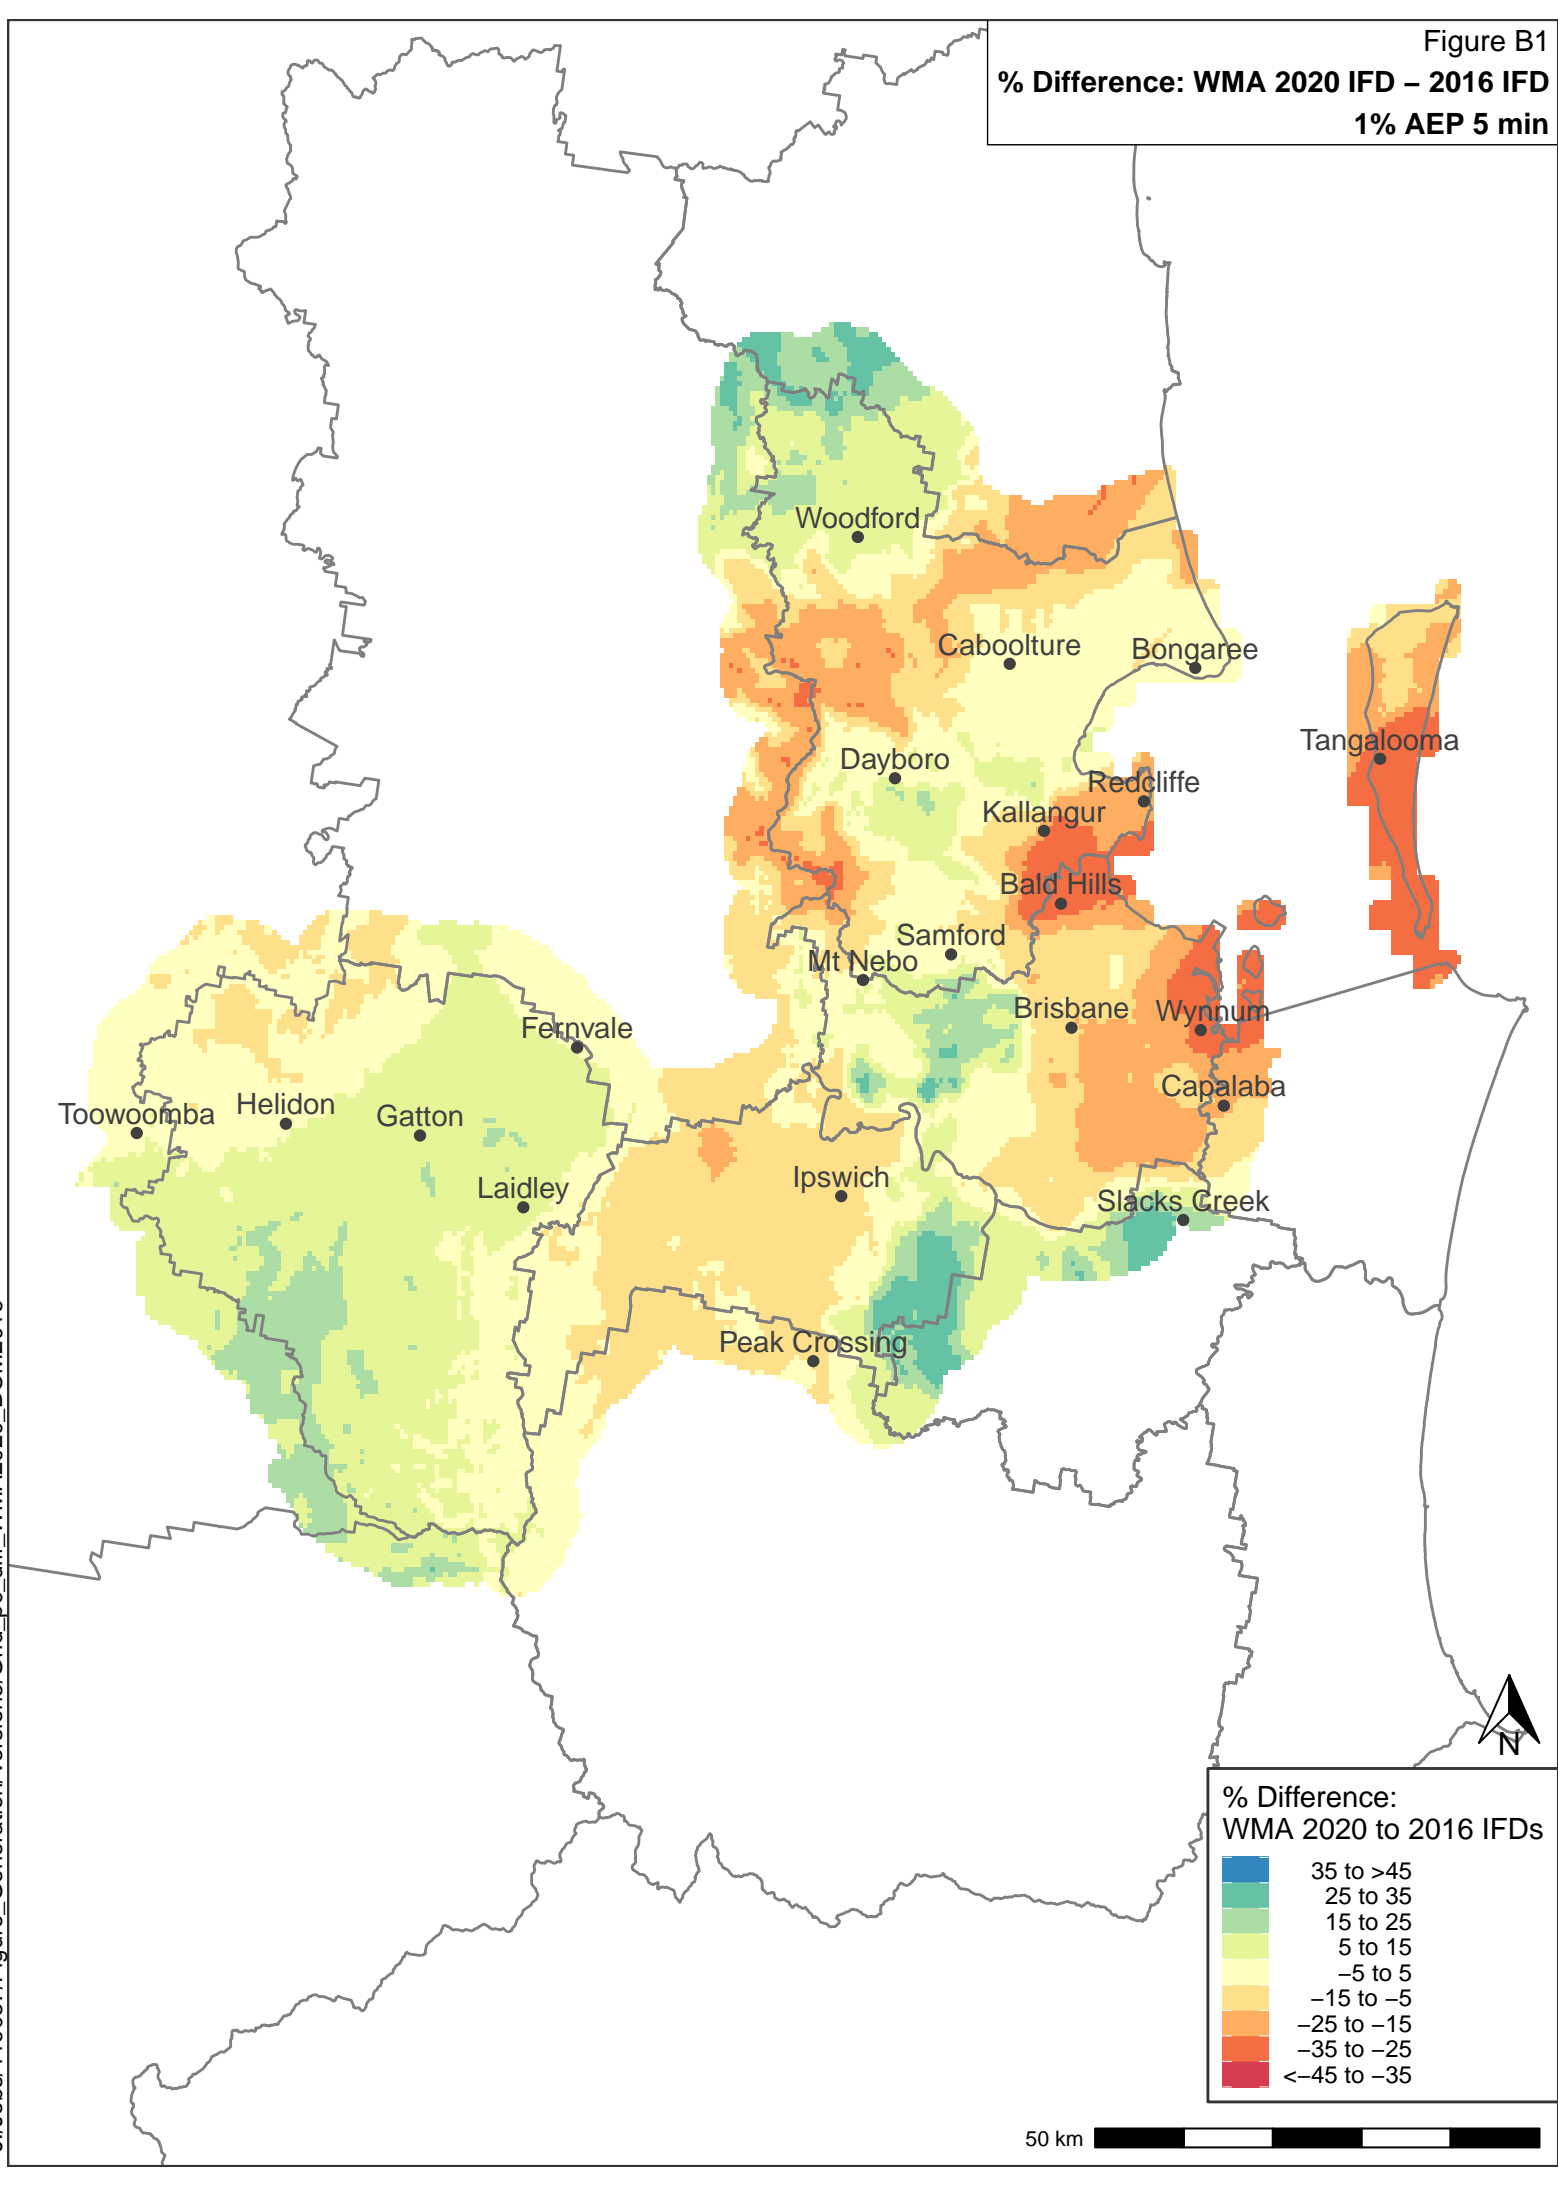 Figure B1
% Difference: WMA 2020 IFD – 2016 IFD
1% AEP 5 min
Woodford
Caboolture
Bongaree
Tangalooma
Dayboro
Redcliffe
Kallangur
Bald Hills
Samford
Mt Nebo
Brisbane
Wynnum
Fernvale
Capalaba
Toowoomba
Helidon
Gatton
Ipswich
Laidley
Slacks Creek
Peak Crossing
N
% Difference:
WMA 2020 to 2016 IFDs
35 to >45
25 to 35
15 to 25
5 to 15
–5 to 5
–15 to –5
–25 to –15
–35 to –25
<–45 to –35
50 km